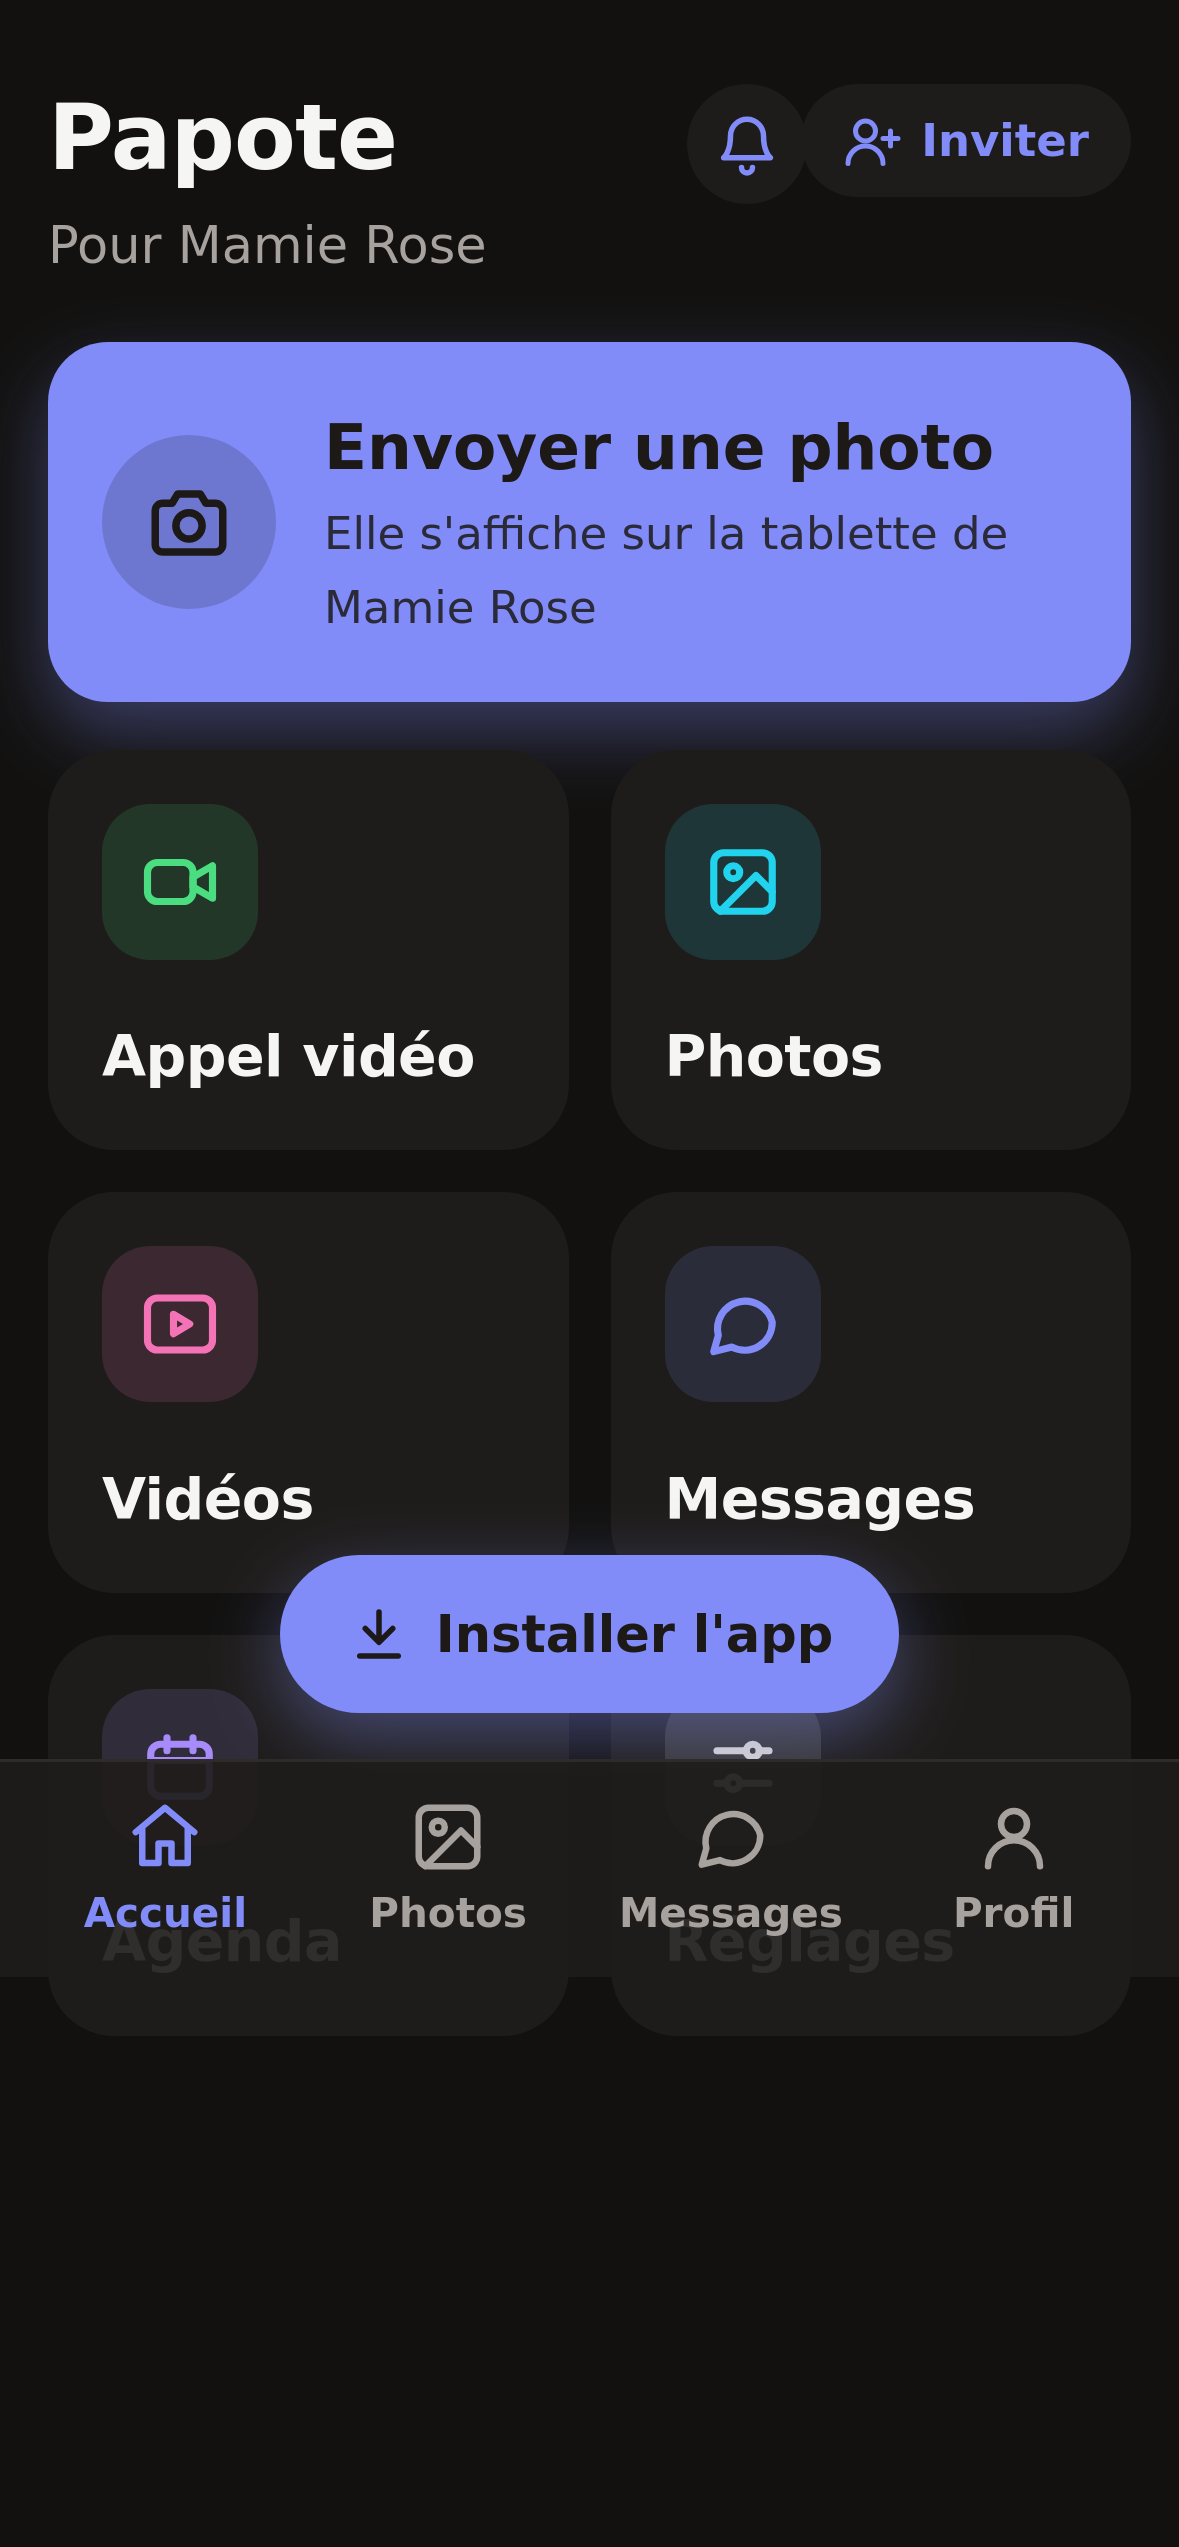 Papote
Inviter
Pour Mamie Rose
Envoyer une photo
Elle s'affiche sur la tablette de
Mamie Rose
Appel vidéo
Photos
Vidéos
Messages
Installer l'app
Accueil
Photos
Messages
Profil
Agenda
Réglages